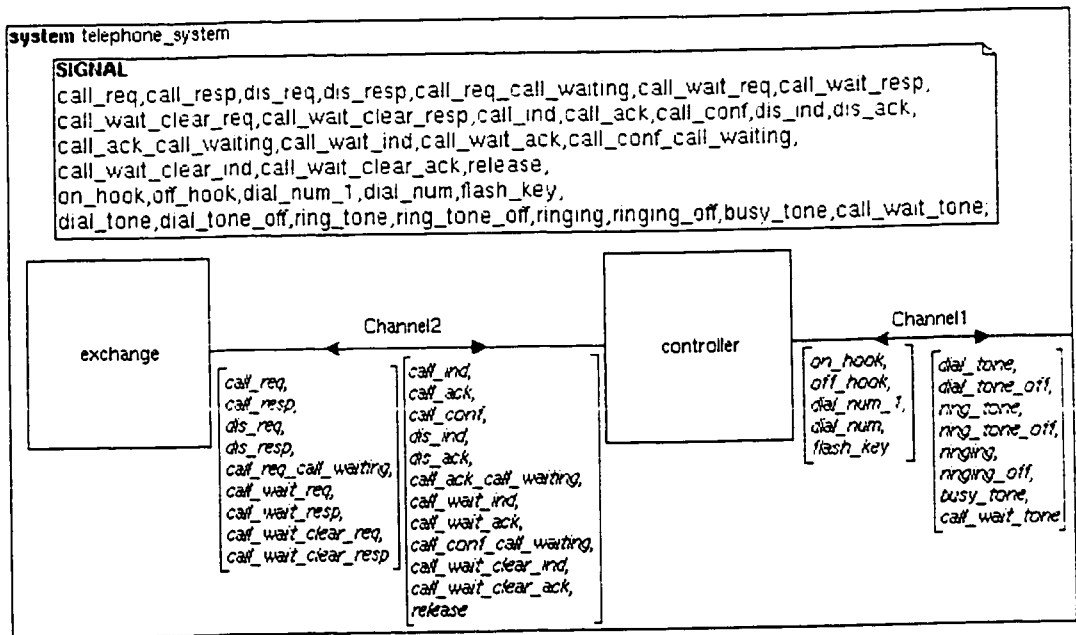 system telephone_system
SIGNAL
call_req,call_resp,dis_req,dis_resp,call_req_call_waiting,call_wait_req,call_wait_resp,
call_wait_clear_req,call_wait_clear_resp,call_ind,call_ack,call_conf,dis_ind,dis_ack,
call_ack_call_waiting,call_wait_ind,call_wait_ack,call_conf_call_waiting,
call_wait_clear_ind,call_wait_clear_ack,release,
on_hook,off_hook,dial_num_1,dial_num,flash_key,
dial_tone,dial_tone_off,ring_tone,ring_tone_off,ringing,ringing_off,busy_tone,call_wait_tone;
exchange
Channel2
call_req,
call_resp,
dis_req,
dis_resp,
call_req_call_waiting,
call_wait_req,
call_wait_resp,
call_wait_clear_req,
call_wait_clear_resp
call_ind,
call_ack,
call_conf,
dis_ind,
dis_ack,
call_ack_call_waiting,
call_wait_ind,
call_wait_ack,
call_conf_call_waiting,
call_wait_clear_ind,
call_wait_clear_ack,
release
controller
Channel1
on_hook,
off_hook,
dial_num_1,
dial_num,
flash_key
dial_tone,
dial_tone_off,
ring_tone,
ring_tone_off,
ringing,
ringing_off,
busy_tone,
call_wait_tone